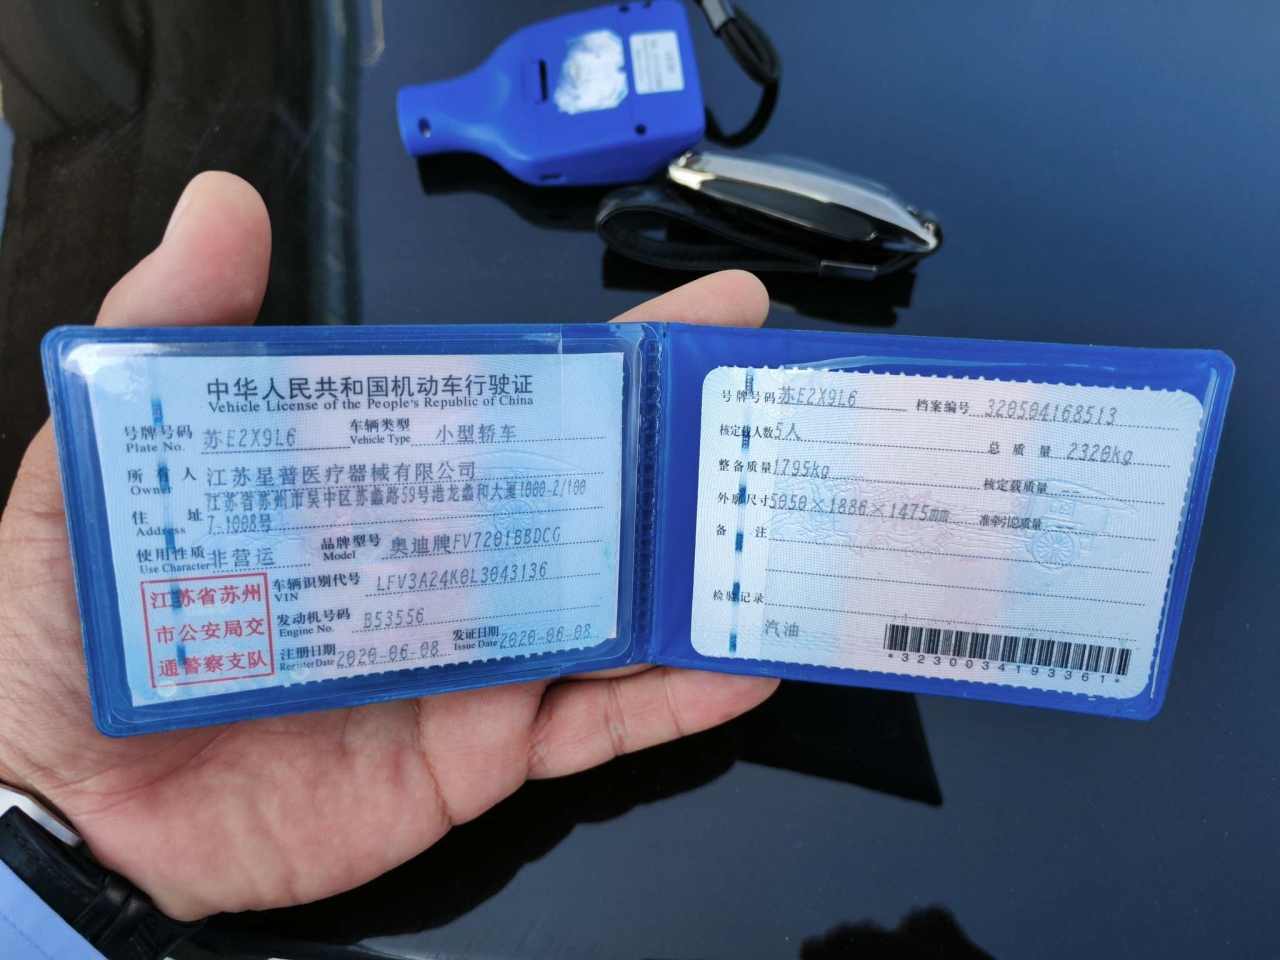 中华人民共和国机动车行驶证
Vehicle License of the People's Republic of China
号牌号码 苏E2X9L6 车辆类型 小型轿车
Plate No. Vehicle Type
所有人 江苏星普医疗器械有限公司
Owner
江苏省苏州市吴中区苏蠡路59号港龙蠡和大厦1000-2/100
住址 7-1008号
Address
使用性质 非营运 品牌型号 奥迪牌FV7201BBDCG
Use Character Model
江苏省苏州
市公安局交
通警察支队
车辆识别代号 LFV3A24K0L3043136
VIN
发动机号码 B53556
Engine No.
注册日期 2020-06-08 发证日期 2020-06-08
Rerister Date Issue Date
号牌号码 苏E2X9L6 档案编号 320504168513
核定载人数 5人 总质量 2320kg
整备质量 1795kg 核定载质量 --
外廓尺寸 5050×1886×1475mm 准牵引总质量 --
备注
检验记录
汽油
*3230034193361*